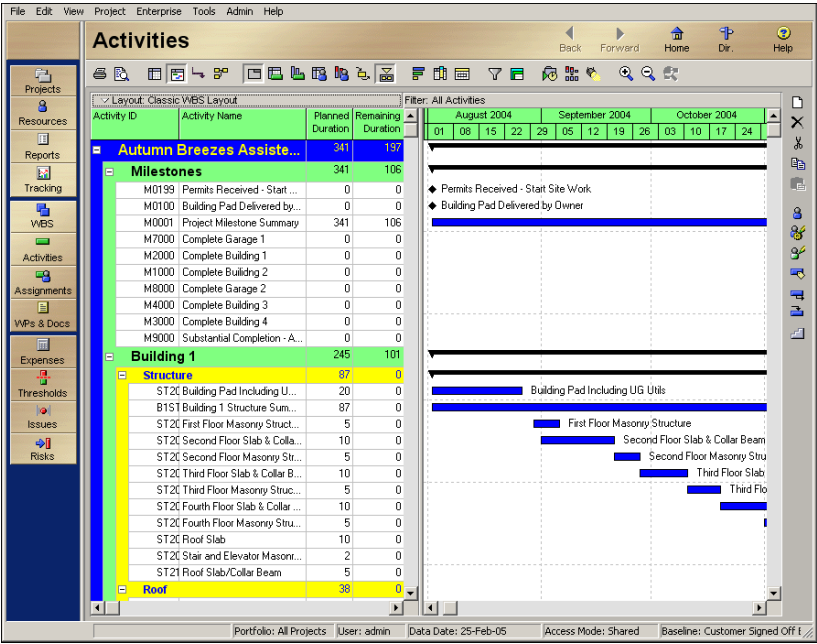 File Edit View Project Enterprise Tools Admin Help
Activities
Back Forward Home Dir. Help
Projects
Resources
Reports
Tracking
WBS
Activities
Assignments
WPs & Docs
Expenses
Thresholds
Issues
Risks
Layout: Classic WBS Layout Filter: All Activities
Activity ID Activity Name Planned Duration Remaining Duration
August 2004 September 2004 October 2004
01 08 15 22 29 05 12 19 26 03 10 17 24
Autumn Breezes Assiste... 341 197
Milestones 341 106
M0199 Permits Received - Start ... 0 0 Permits Received - Start Site Work
M0100 Building Pad Delivered by... 0 0 Building Pad Delivered by Owner
M0001 Project Milestone Summary 341 106
M7000 Complete Garage 1 0 0
M2000 Complete Building 1 0 0
M1000 Complete Builidng 2 0 0
M8000 Complete Garage 2 0 0
M4000 Complete Building 3 0 0
M3000 Complete Building 4 0 0
M9000 Substantial Completion - A... 0 0
Building 1 245 101
Structure 87 0
ST20 Building Pad Including U... 20 0 Building Pad Including UG Utils
B1ST Building 1 Structure Sum... 87 0
ST20 First Floor Masonry Struct... 5 0 First Floor Masonry Structure
ST20 Second Floor Slab & Colla... 10 0 Second Floor Slab & Collar Beam
ST20 Second Floor Masonry Str... 5 0 Second Floor Masonry Stru
ST20 Third Floor Slab & Collar B... 10 0 Third Floor Slab
ST20 Third Floor Masonry Struc... 5 0 Third Flo
ST20 Fourth Floor Slab & Collar ... 10 0
ST20 Fourth Floor Masonry Stru... 5 0
ST20 Roof Slab 10 0
ST20 Stair and Elevator Masonr... 2 0
ST21 Roof Slab/Collar Beam 5 0
Roof 38 0
Portfolio: All Projects User: admin Data Date: 25-Feb-05 Access Mode: Shared Baseline: Customer Signed Off